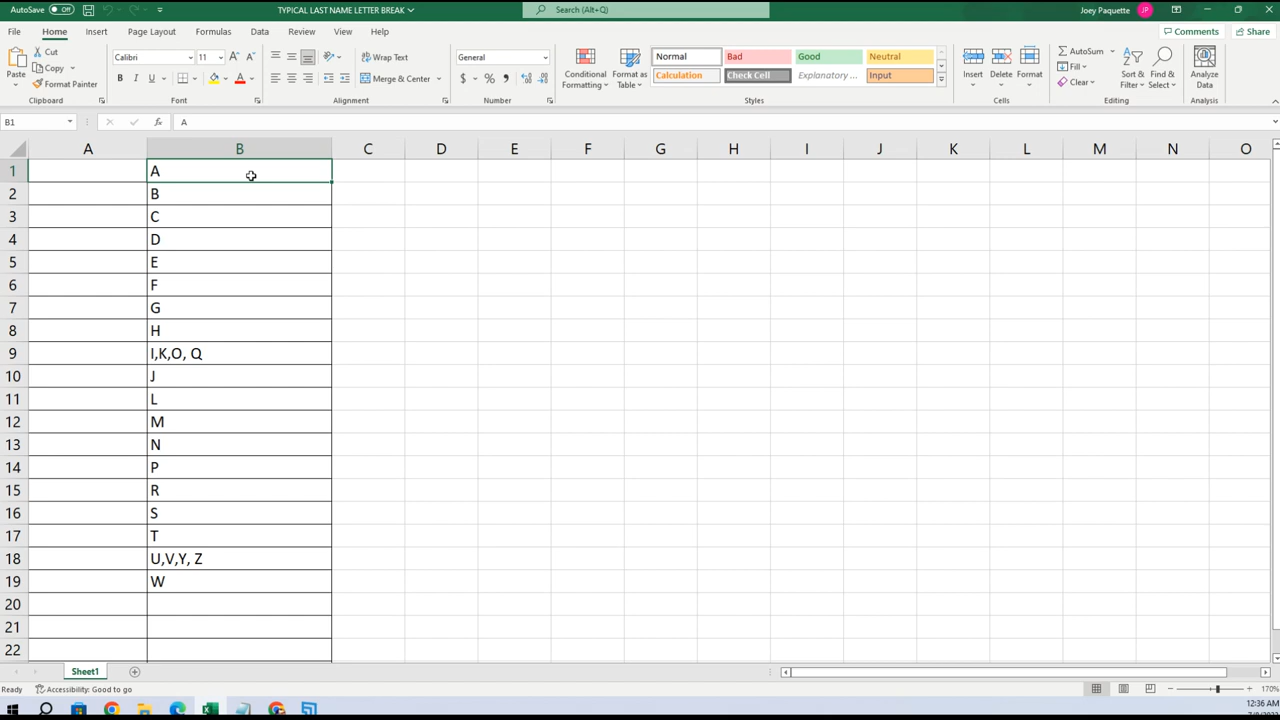 AutoSave Off TYPICAL LAST NAME LETTER BREAK Search (Alt+Q) Joey Paquette JP
File Home Insert Page Layout Formulas Data Review View Help Comments Share
Paste Cut Copy Format Painter Clipboard
Calibri 11 A A B I U A Font
Wrap Text Merge & Center Alignment
General $ % , Number
Conditional Formatting Format as Table Normal Bad Good Neutral Calculation Check Cell Explanatory ... Input Styles
Insert Delete Format Cells
AutoSum Fill Clear Sort & Filter Find & Select Editing
Analyze Data Analysis
B1 fx A
A B C D E F G H I J K L M N O
1 A
2 B
3 C
4 D
5 E
6 F
7 G
8 H
9 I,K,O, Q
10 J
11 L
12 M
13 N
14 P
15 R
16 S
17 T
18 U,V,Y, Z
19 W
20
21
22
Sheet1
Ready Accessibility: Good to go 170%
12:36 AM